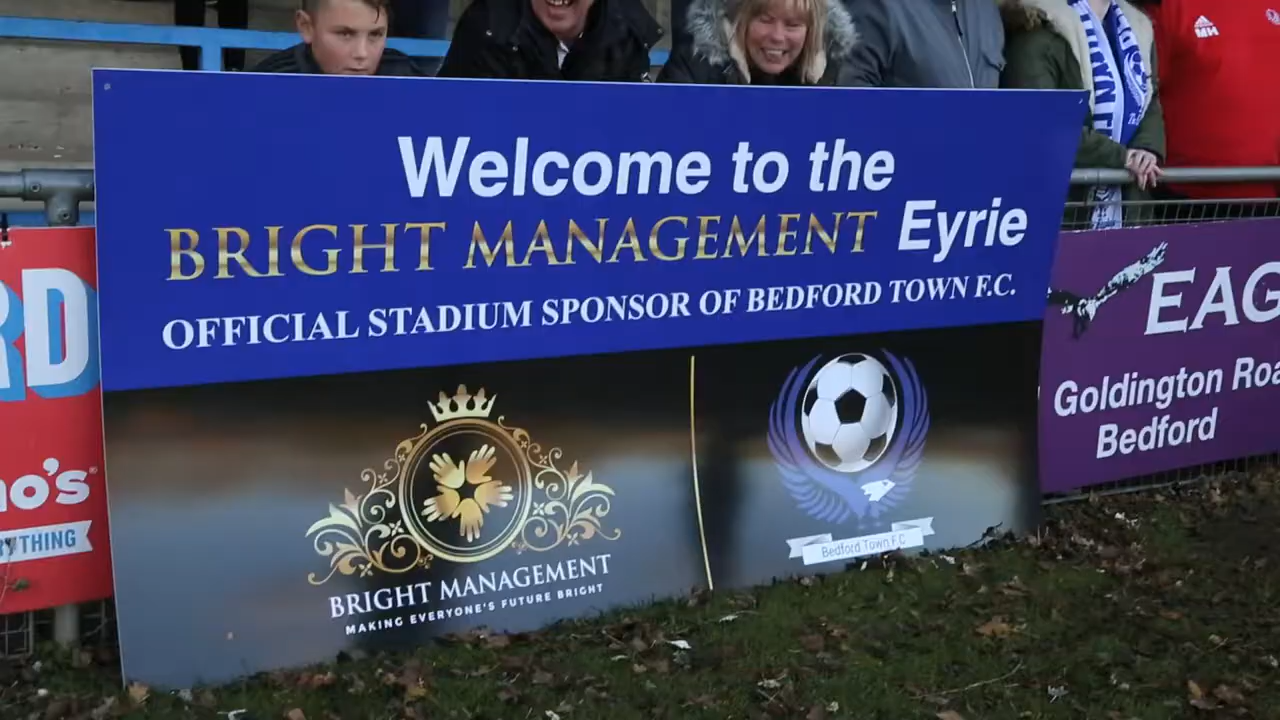 MH
Welcome to the
BRIGHT MANAGEMENT Eyrie
OFFICIAL STADIUM SPONSOR OF BEDFORD TOWN F.C.
BRIGHT MANAGEMENT
MAKING EVERYONE'S FUTURE BRIGHT
Bedford Town F.C
RD
no's
YTHING
EAG
Goldington Roa
Bedford